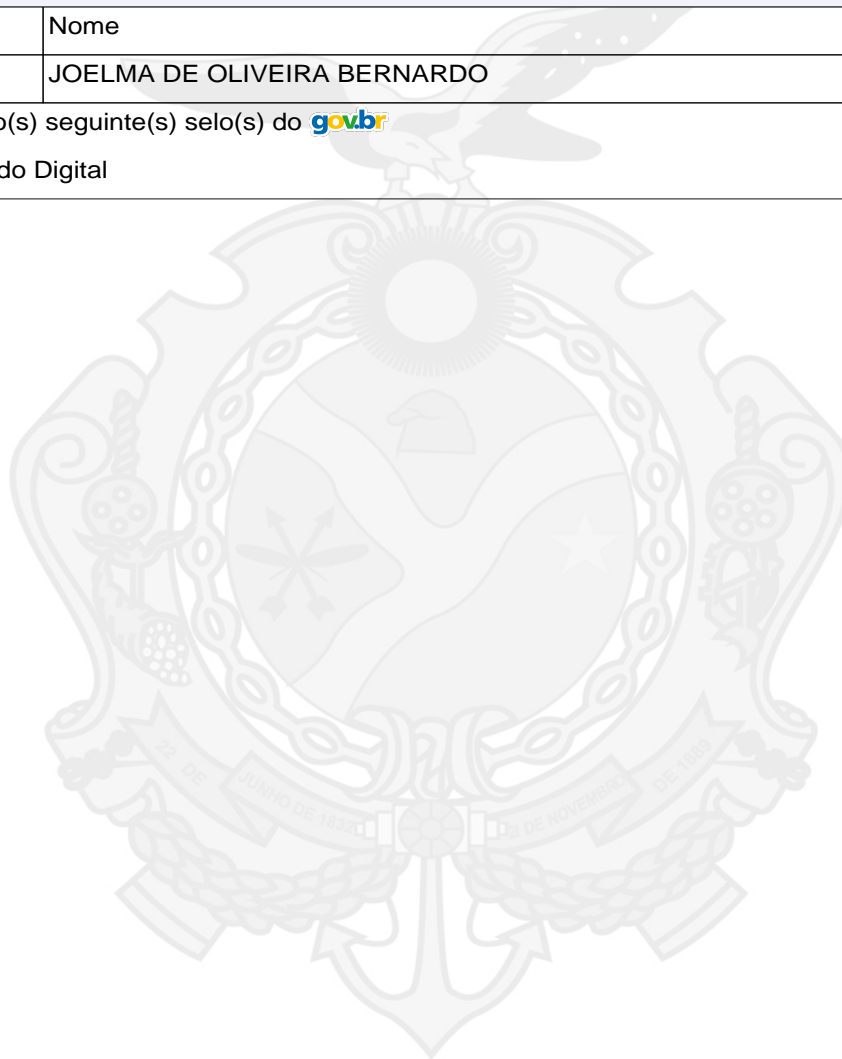 Nome
JOELMA DE OLIVEIRA BERNARDO
o(s) seguinte(s) selo(s) do gov.br
do Digital
22 DE
JUNHO DE 1832
21 DE NOVEMBRO
DE 1889